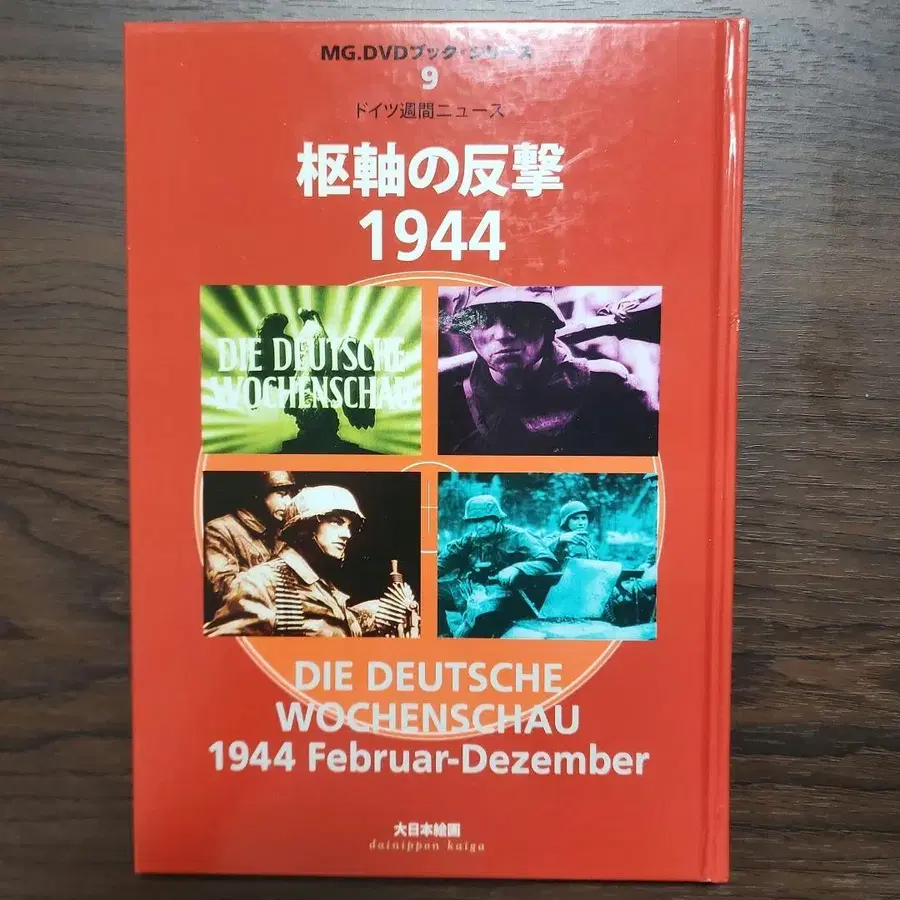 MG.DVDブック・シリーズ
9
ドイツ週間ニュース
枢軸の反撃
1944
DIE DEUTSCHE
WOCHENSCHAU
DIE DEUTSCHE
WOCHENSCHAU
1944 Februar-Dezember
大日本絵画
dainippon kaiga